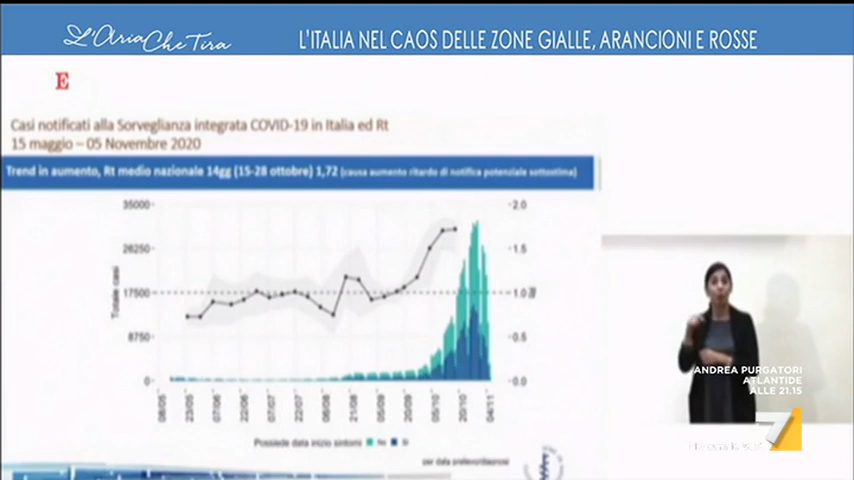 L'Aria Che Tira
L'ITALIA NEL CAOS DELLE ZONE GIALLE, ARANCIONI E ROSSE
E
Casi notificati alla Sorveglianza integrata COVID-19 in Italia ed Rt
15 maggio – 05 Novembre 2020
Trend in aumento, Rt medio nazionale 14gg (15-28 ottobre) 1,72 (causa aumento ritardo di notifica potenziale sottostima)
35000
2.0
26250
1.5
17500
1.0
8750
0.5
0
0.0
Totale casi
08/05 23/05 07/06 22/06 07/07 22/07 06/08 21/08 05/09 20/09 05/10 20/10 04/11
Possiede data inizio sintomi No Sì
per data prelievo/diagnosi
ANDREA PURGATORI
ATLANTIDE
ALLE 21.15
7